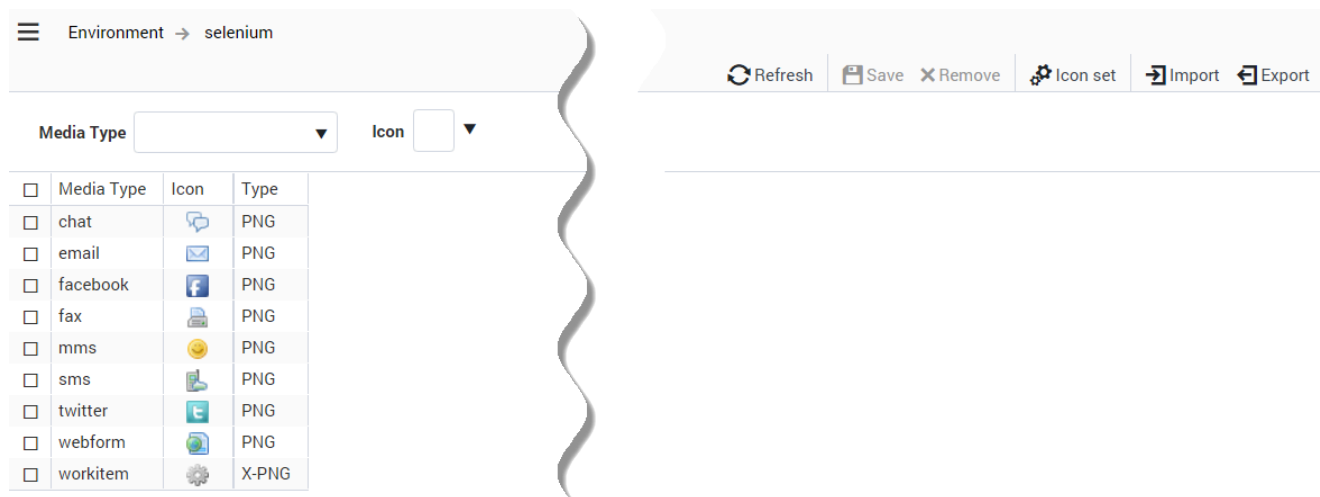 Environment → selenium
Refresh Save Remove Icon set Import Export
Media Type Icon
Media Type Icon Type
chat PNG
email PNG
facebook PNG
fax PNG
mms PNG
sms PNG
twitter PNG
webform PNG
workitem X-PNG